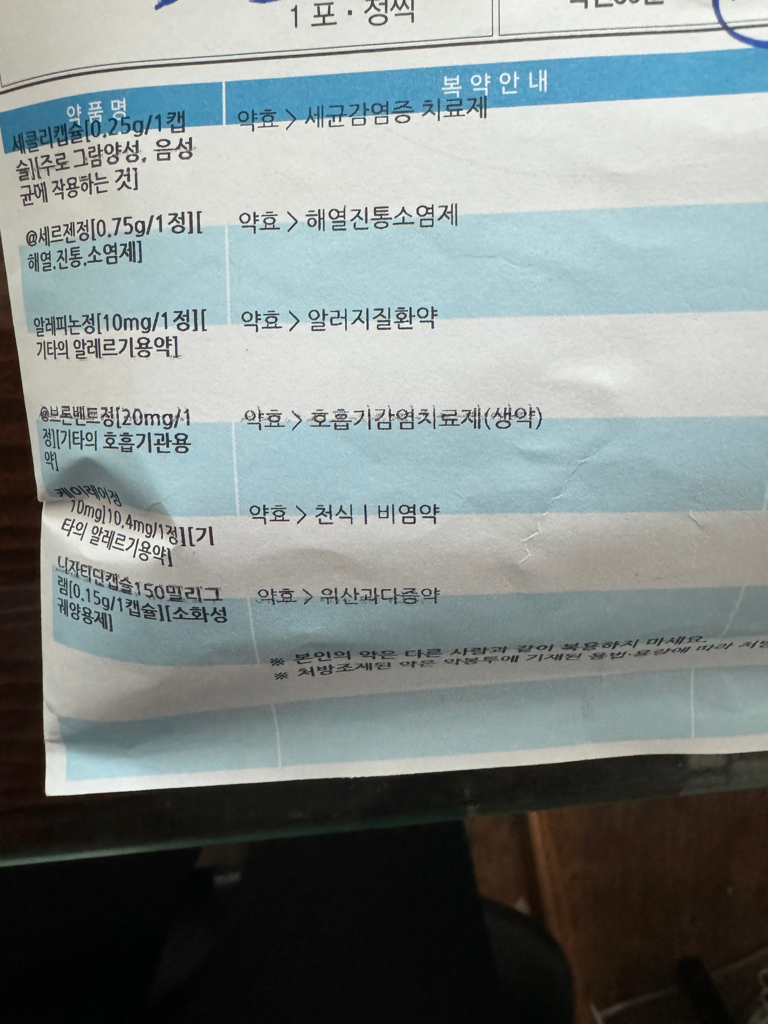 1 포 · 정씩
약 품 명
복 약 안 내
세클리캡슐[0.25g/1캡
슐][주로 그람양성, 음성
균에 작용하는 것]
약효 > 세균감염증 치료제
@세르젠정[0.75g/1정][
해열.진통.소염제]
약효 > 해열진통소염제
알레피논정[10mg/1정][
기타의 알레르기용약]
약효 > 알러지질환약
@브론벤트정[20mg/1
정][기타의 호흡기관용
약]
약효 > 호흡기감염치료제(생약)
10mg[10.4mg/1정][기
타의 알레르기용약]
약효 > 천식 | 비염약
니자티딘캡슐150밀리그
램[0.15g/1캡슐][소화성
궤양용제]
약효 > 위산과다증약
※ 본인의 약은 다른 사람과 같이 복용하지 마세요.
※ 처방조제된 약은 약봉투에 기재된 용법·용량에 따라